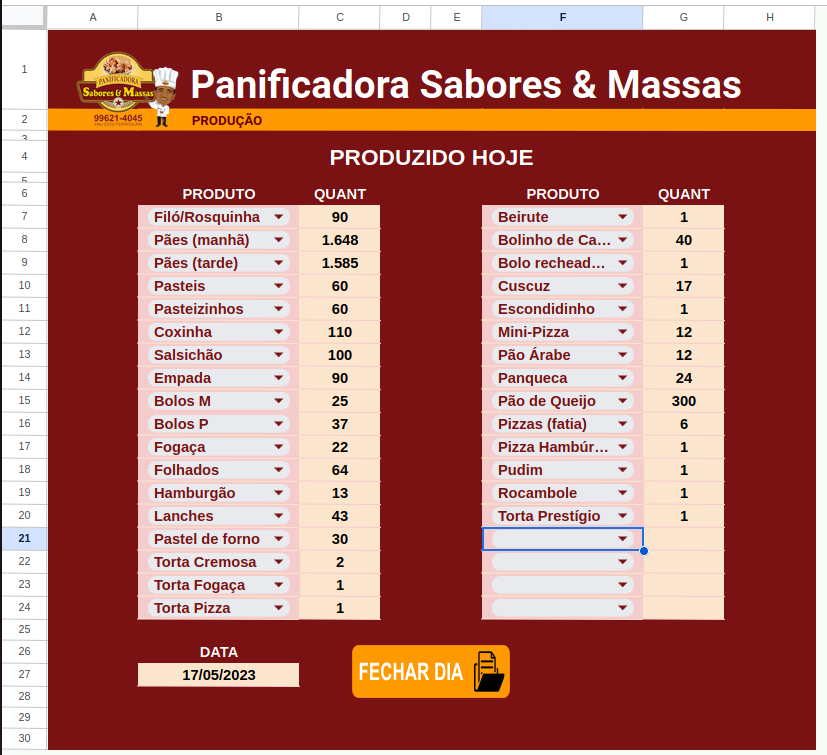 A B C D E F G H
1
PANIFICADORA
Sabores & Massas
99621-4045
Panificadora Sabores & Massas
2 PRODUÇÃO
3
4 PRODUZIDO HOJE
5
6 PRODUTO QUANT PRODUTO QUANT
7 Filó/Rosquinha 90 Beirute 1
8 Pães (manhã) 1.648 Bolinho de Ca... 40
9 Pães (tarde) 1.585 Bolo rechead... 1
10 Pasteis 60 Cuscuz 17
11 Pasteizinhos 60 Escondidinho 1
12 Coxinha 110 Mini-Pizza 12
13 Salsichão 100 Pão Árabe 12
14 Empada 90 Panqueca 24
15 Bolos M 25 Pão de Queijo 300
16 Bolos P 37 Pizzas (fatia) 6
17 Fogaça 22 Pizza Hambúr... 1
18 Folhados 64 Pudim 1
19 Hamburgão 13 Rocambole 1
20 Lanches 43 Torta Prestígio 1
21 Pastel de forno 30
22 Torta Cremosa 2
23 Torta Fogaça 1
24 Torta Pizza 1
25
26 DATA
27 17/05/2023 FECHAR DIA
28
29
30